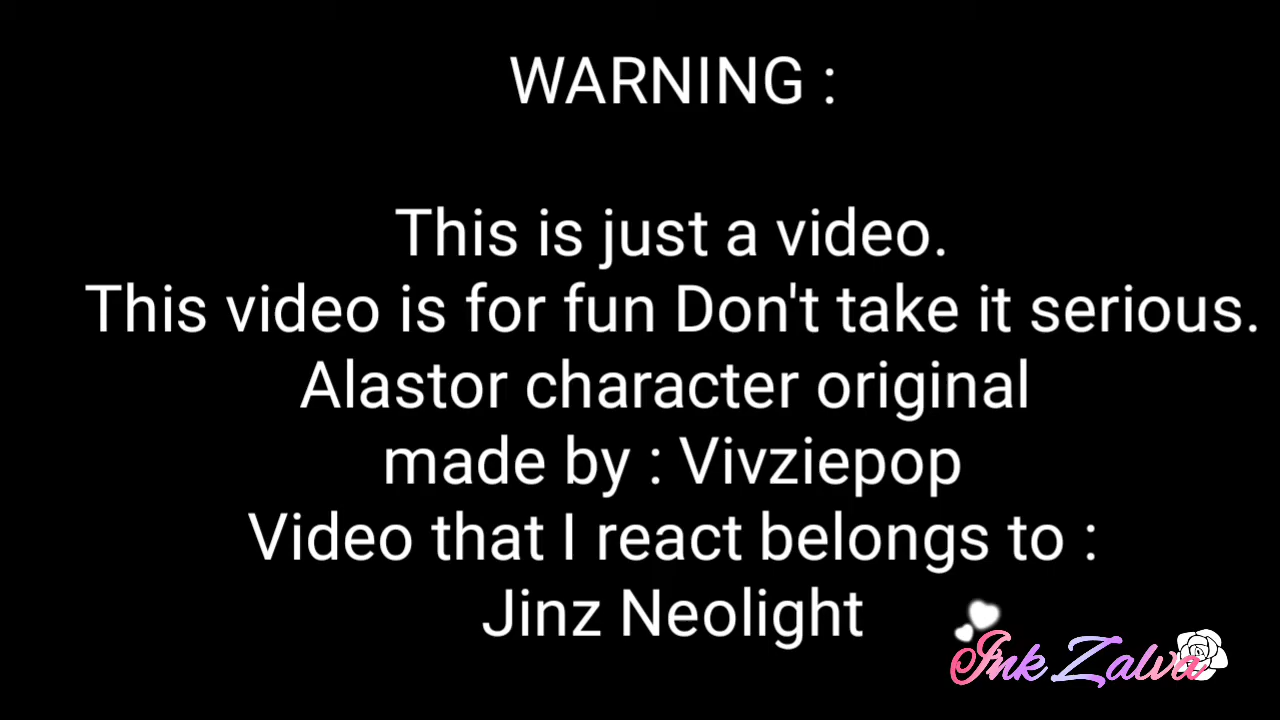 WARNING :
This is just a video.
This video is for fun Don't take it serious.
Alastor character original
made by : Vivziepop
Video that I react belongs to :
Jinz Neolight
Ink Zalva